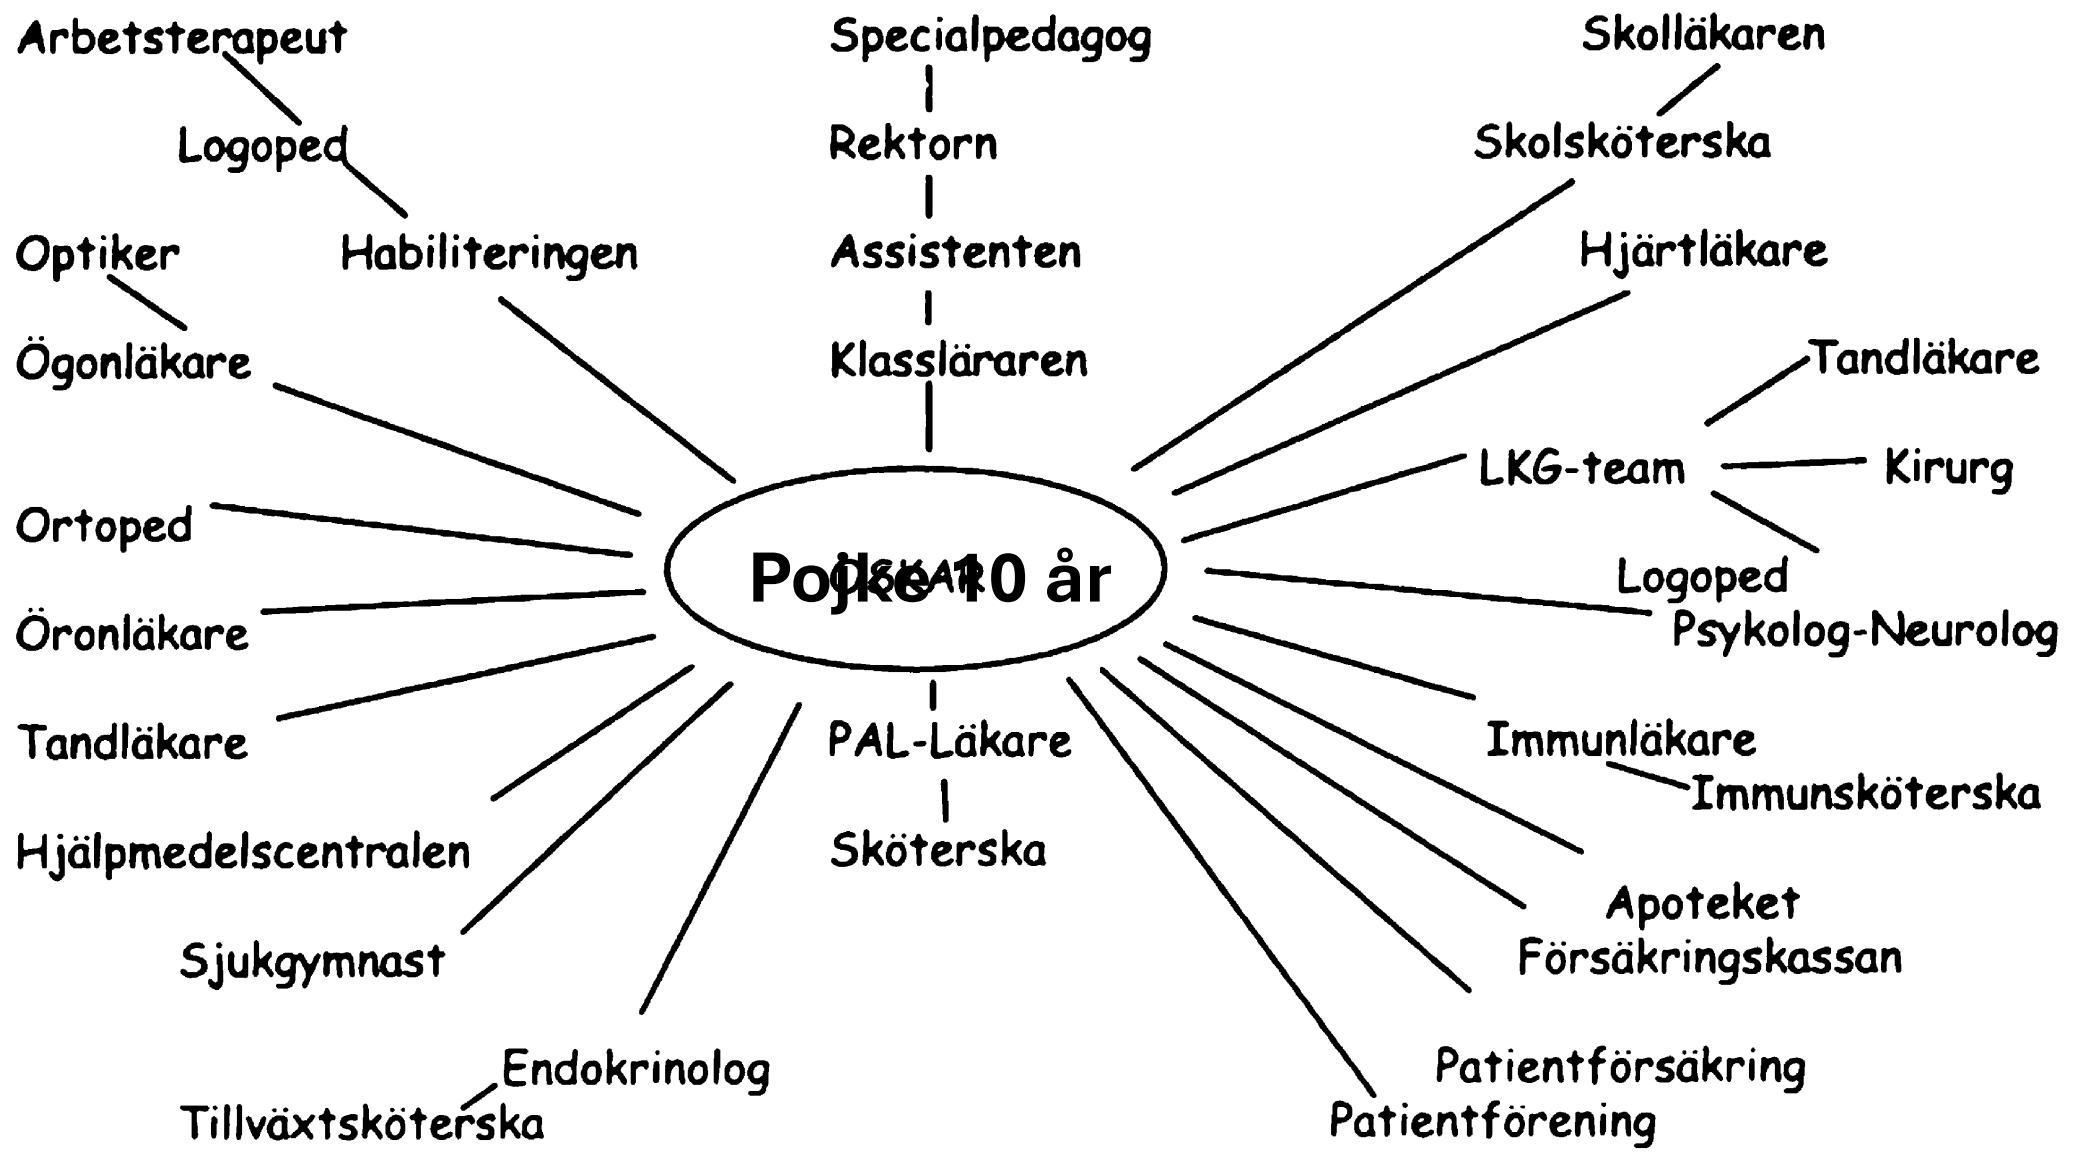 Arbetsterapeut
Specialpedagog
Skolläkaren
Logoped
Rektorn
Skolsköterska
Optiker
Habiliteringen
Assistenten
Hjärtläkare
Ögonläkare
Klassläraren
Tandläkare
LKG-team
Kirurg
Ortoped
Pojke 10 år
OSKAR
Logoped
Öronläkare
Psykolog-Neurolog
Tandläkare
PAL-Läkare
Immunläkare
Immunsköterska
Hjälpmedelscentralen
Sköterska
Apoteket
Sjukgymnast
Försäkringskassan
Endokrinolog
Patientförsäkring
Tillväxtsköterska
Patientförening